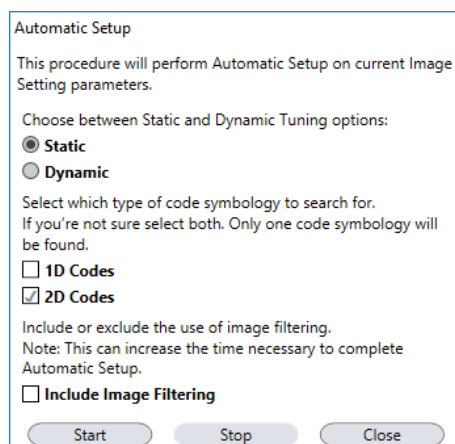 Automatic Setup
This procedure will perform Automatic Setup on current Image
Setting parameters.
Choose between Static and Dynamic Tuning options:
Static
Dynamic
Select which type of code symbology to search for.
If you're not sure select both. Only one code symbology will
be found.
1D Codes
2D Codes
Include or exclude the use of image filtering.
Note: This can increase the time necessary to complete
Automatic Setup.
Include Image Filtering
Start Stop Close